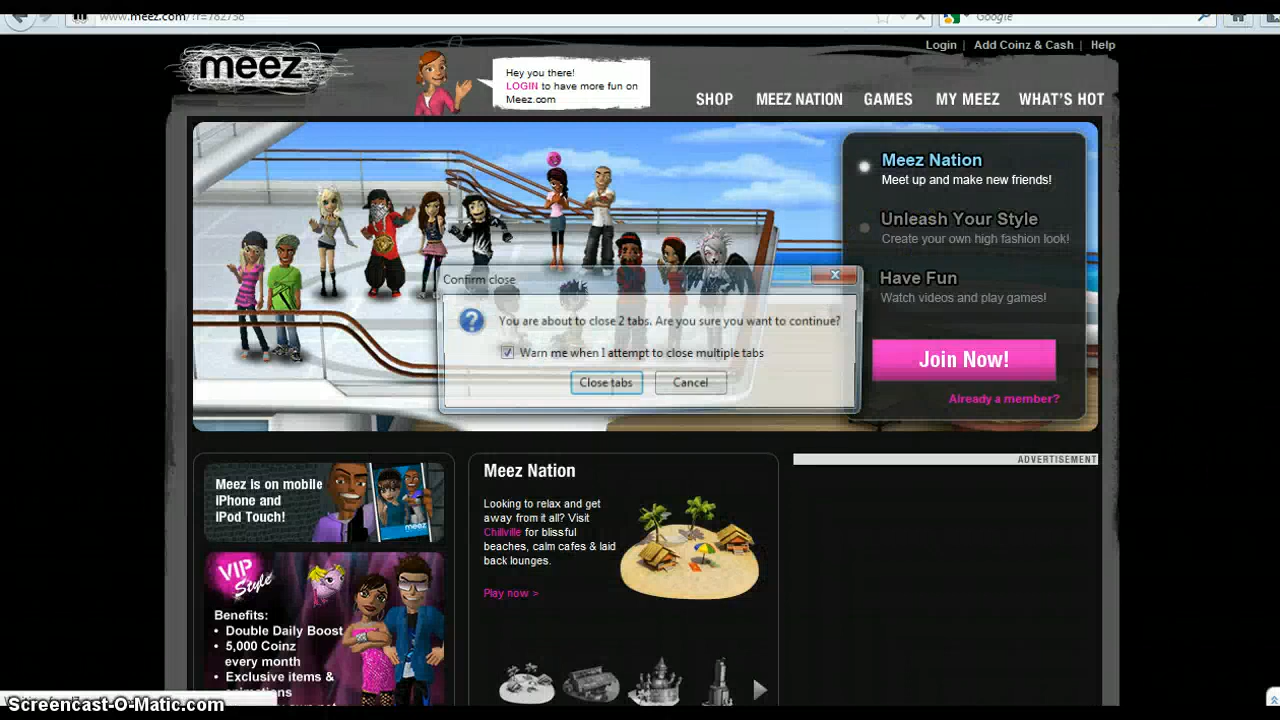 www.meez.com/?r=782738
Google
Login | Add Coinz & Cash | Help
meez
Hey you there!
LOGIN to have more fun on
Meez.com
SHOP MEEZ NATION GAMES MY MEEZ WHAT'S HOT
Meez Nation
Meet up and make new friends!
Unleash Your Style
Create your own high fashion look!
Have Fun
Watch videos and play games!
Join Now!
Already a member?
Confirm close
You are about to close 2 tabs. Are you sure you want to continue?
Warn me when I attempt to close multiple tabs
Close tabs Cancel
ADVERTISEMENT
Meez is on mobile
IPhone and
IPod Touch!
meez
VIP
Style
Benefits:
• Double Daily Boost
• 5,000 Coinz
every month
• Exclusive items &
animations
Meez Nation
Looking to relax and get
away from it all? Visit
Chillville for blissful
beaches, calm cafes & laid
back lounges.
Play now >
Screencast-O-Matic.com